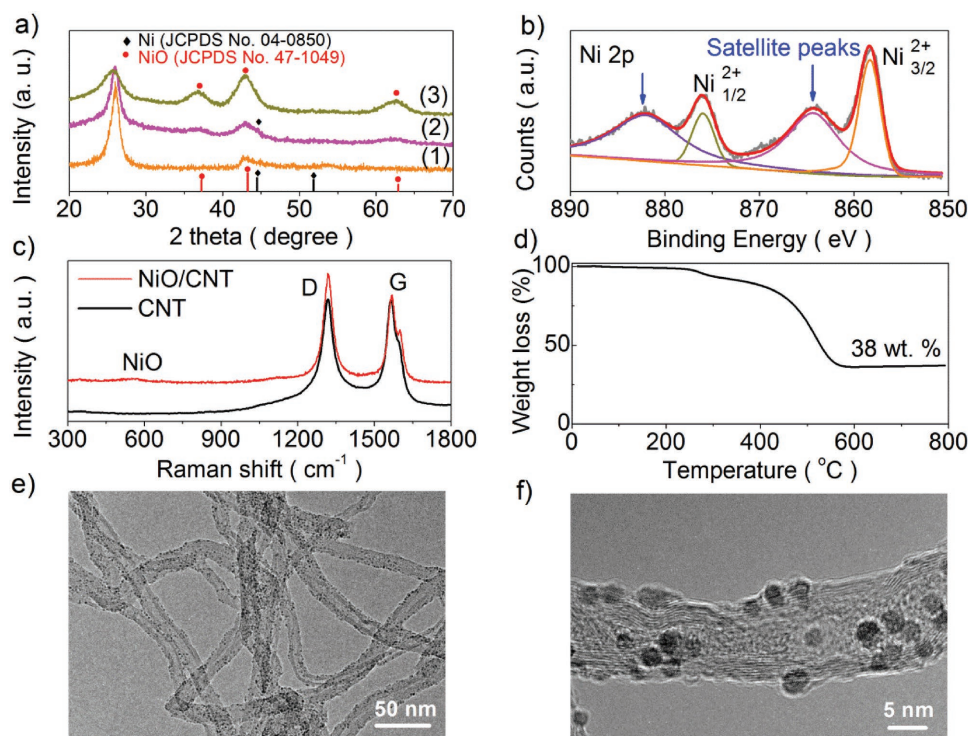 a)
Intensity (a. u.)
Ni (JCPDS No. 04-0850)
NiO (JCPDS No. 47-1049)
(3)
(2)
(1)
20 30 40 50 60 70
2 theta ( degree )
b)
Counts (a.u.)
Ni 2p
Ni 2+ 1/2
Satellite peaks
Ni 2+ 3/2
890 880 870 860 850
Binding Energy ( eV )
c)
Intensity ( a.u. )
NiO/CNT
CNT
D
G
NiO
300 600 900 1200 1500 1800
Raman shift ( cm-1 )
d)
Weight loss (%)
100
50
0
38 wt. %
0 200 400 600 800
Temperature ( oC )
e)
50 nm
f)
5 nm